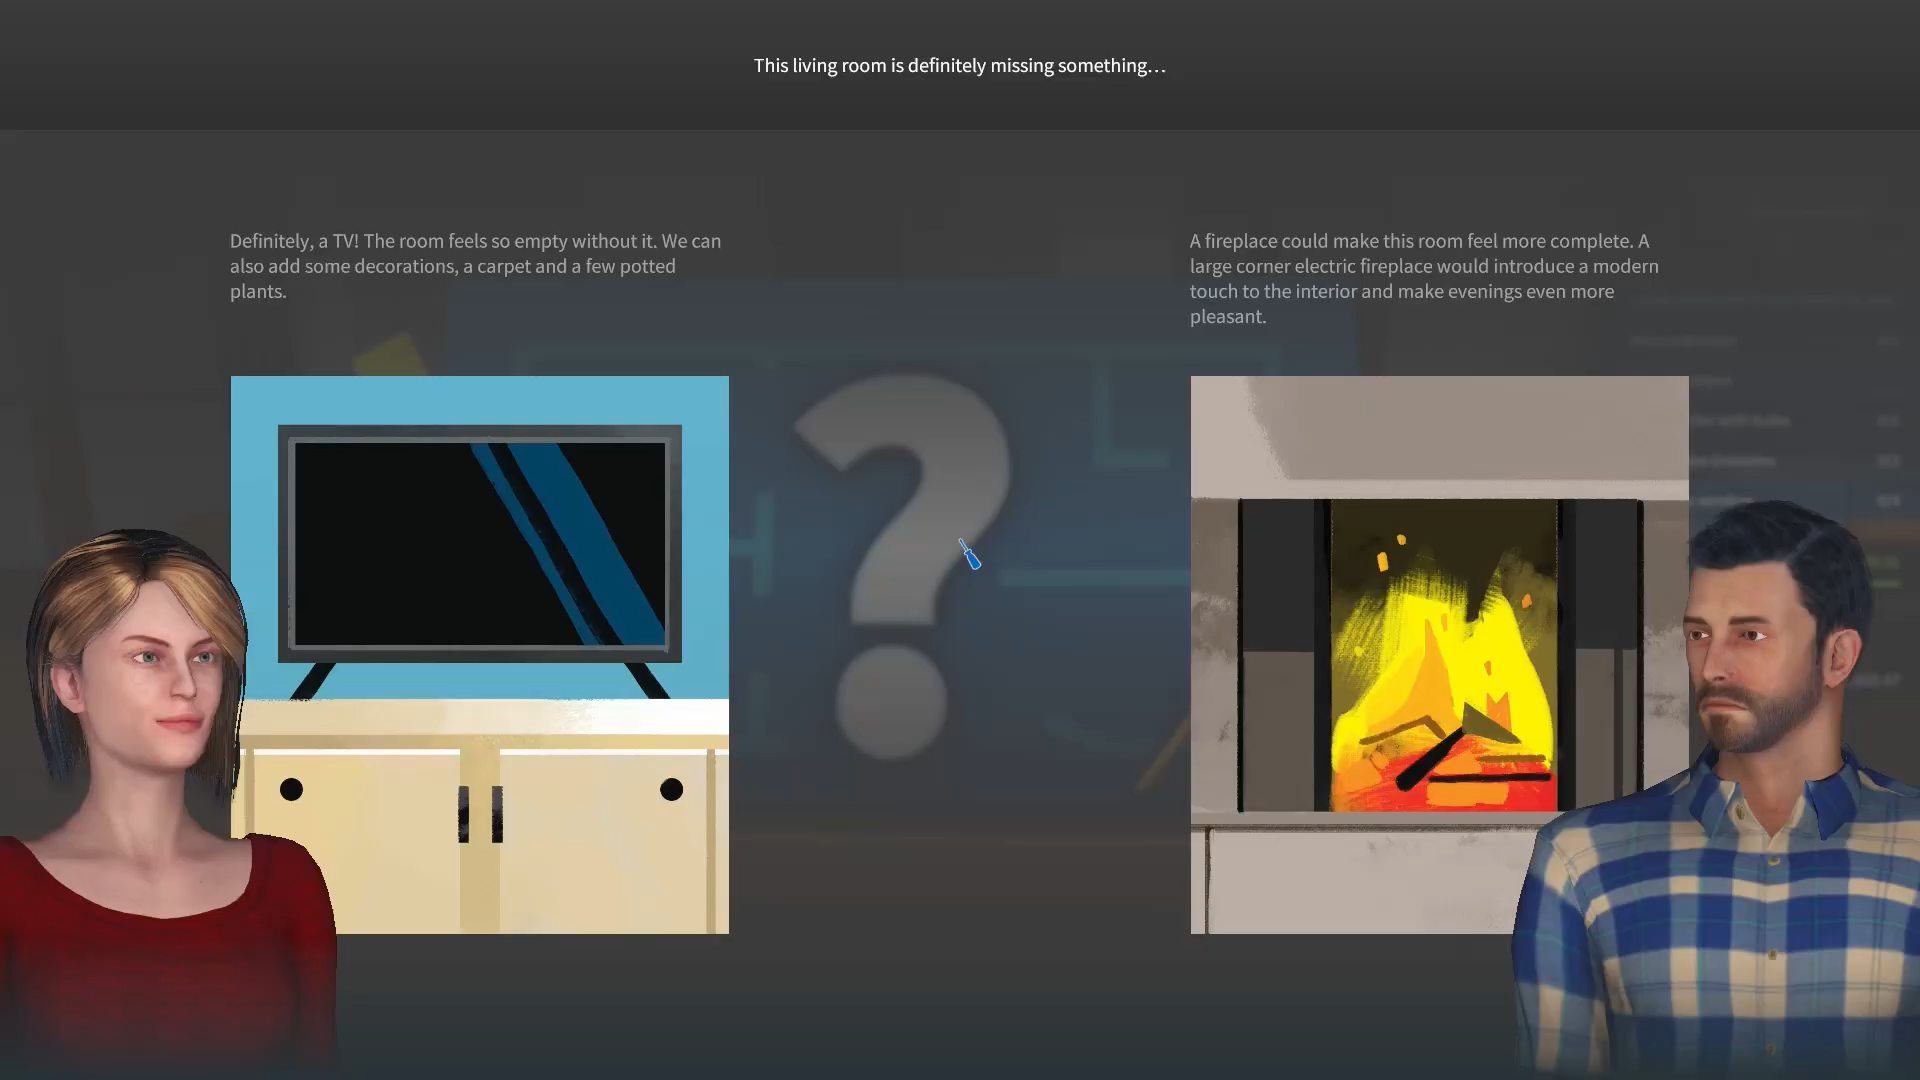 This living room is definitely missing something...
Definitely, a TV! The room feels so empty without it. We can
also add some decorations, a carpet and a few potted
plants.
A fireplace could make this room feel more complete. A
large corner electric fireplace would introduce a modern
touch to the interior and make evenings even more
pleasant.